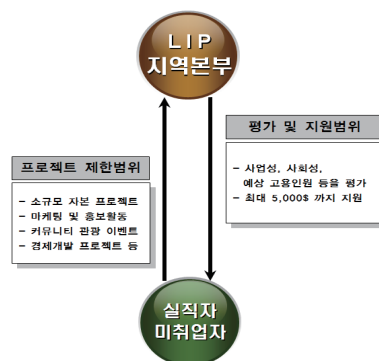 LIP
지역본부
평가 및 지원범위
- 사업성, 사회성,
예상 고용인원 등을 평가
- 최대 5,000$ 까지 지원
프로젝트 제한범위
- 소규모 자본 프로젝트
- 마케팅 및 홍보활동
- 커뮤니티 관광 이벤트
- 경제개발 프로젝트 등
실직자
미취업자